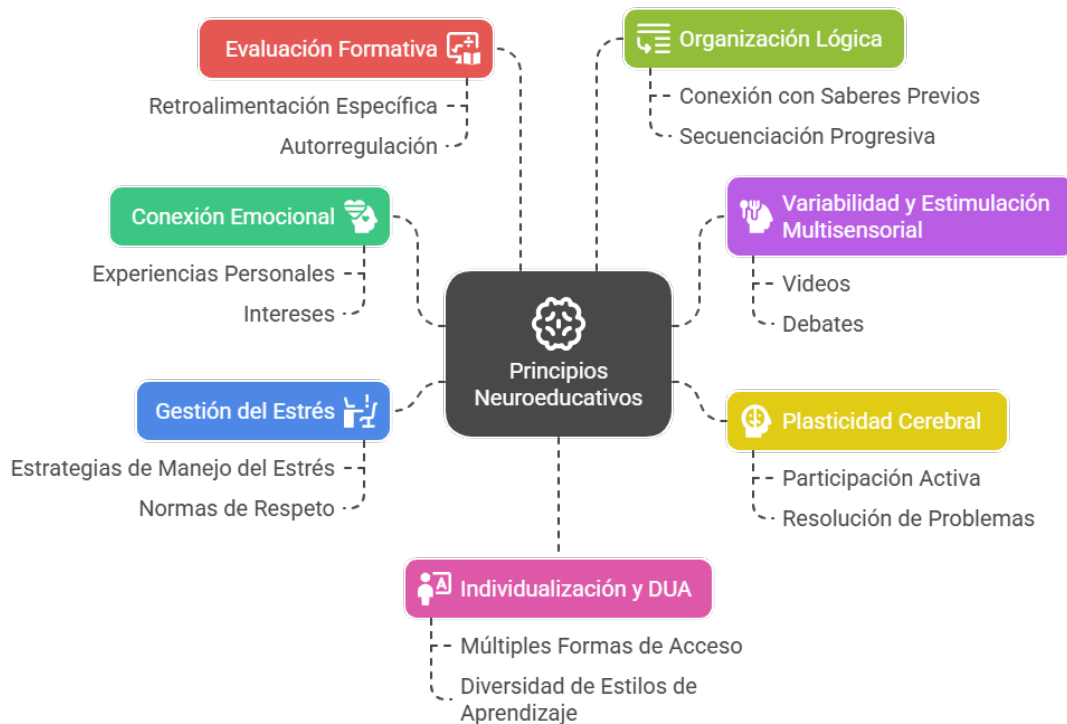 Evaluación Formativa
Retroalimentación Específica
Autorregulación
Organización Lógica
Conexión con Saberes Previos
Secuenciación Progresiva
Conexión Emocional
Experiencias Personales
Intereses
Variabilidad y Estimulación
Multisensorial
Videos
Debates
Principios
Neuroeducativos
Gestión del Estrés
Estrategias de Manejo del Estrés
Normas de Respeto
Plasticidad Cerebral
Participación Activa
Resolución de Problemas
A Individualización y DUA
Múltiples Formas de Acceso
Diversidad de Estilos de
Aprendizaje